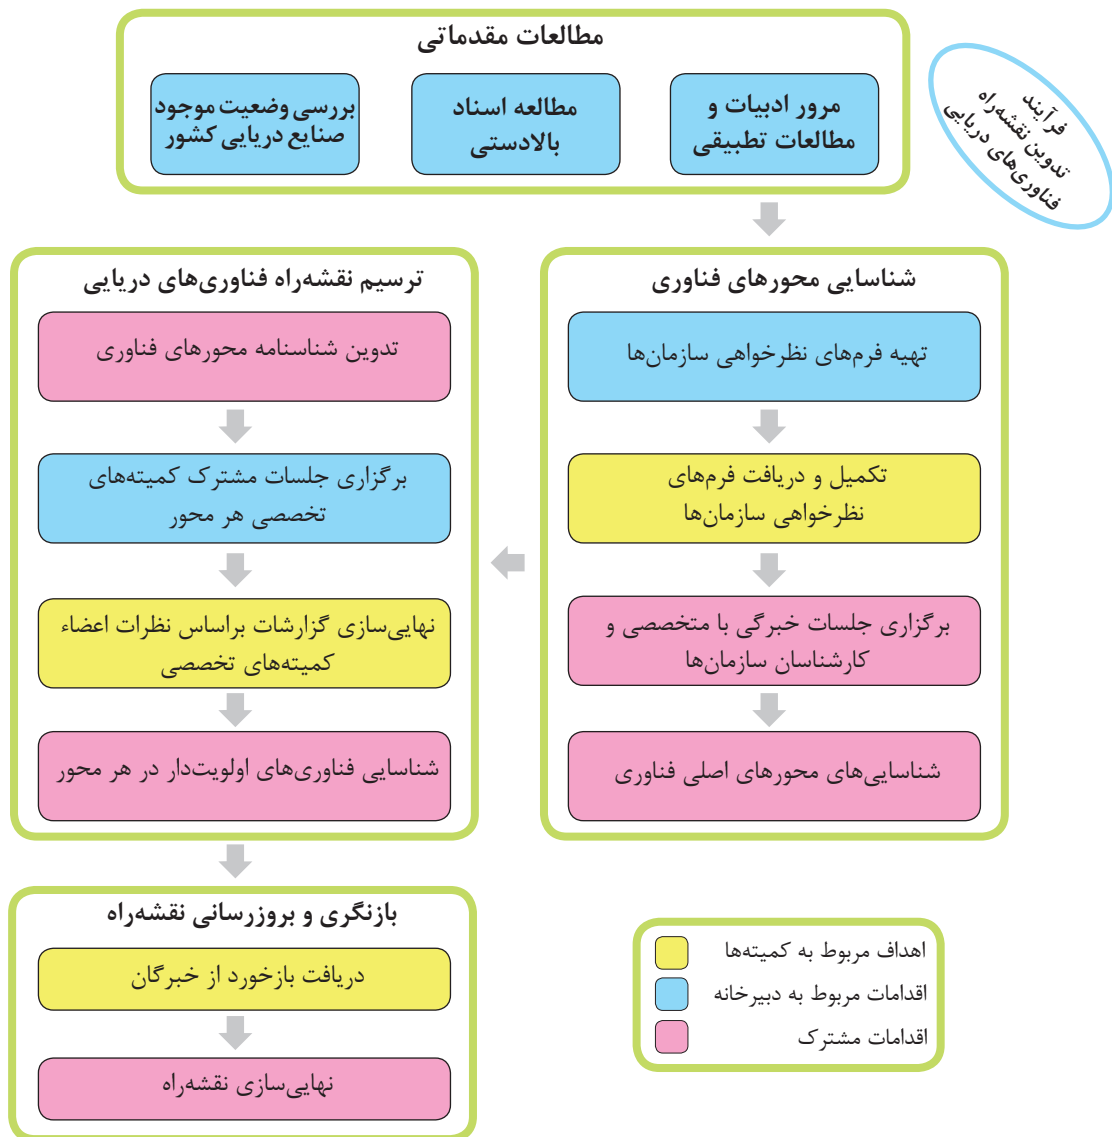 فرآیند
تدوین نقشه‌راه
فناوری‌های دریایی
مطالعات مقدماتی
مرور ادبیات و
مطالعات تطبیقی
مطالعه اسناد
بالادستی
بررسی وضعیت موجود
صنایع دریایی کشور
شناسایی محورهای فناوری
تهیه فرم‌های نظرخواهی سازمان‌ها
تکمیل و دریافت فرم‌های
نظرخواهی سازمان‌ها
برگزاری جلسات خبرگی با متخصصی و
کارشناسان سازمان‌ها
شناسایی‌های محورهای اصلی فناوری
ترسیم نقشه‌راه فناوری‌های دریایی
تدوین شناسنامه محورهای فناوری
برگزاری جلسات مشترک کمیته‌های
تخصصی هر محور
نهایی‌سازی گزارشات براساس نظرات اعضاء
کمیته‌های تخصصی
شناسایی فناوری‌های اولویت‌دار در هر محور
بازنگری و بروزرسانی نقشه‌راه
دریافت بازخورد از خبرگان
نهایی‌سازی نقشه‌راه
اهداف مربوط به کمیته‌ها
اقدامات مربوط به دبیرخانه
اقدامات مشترک